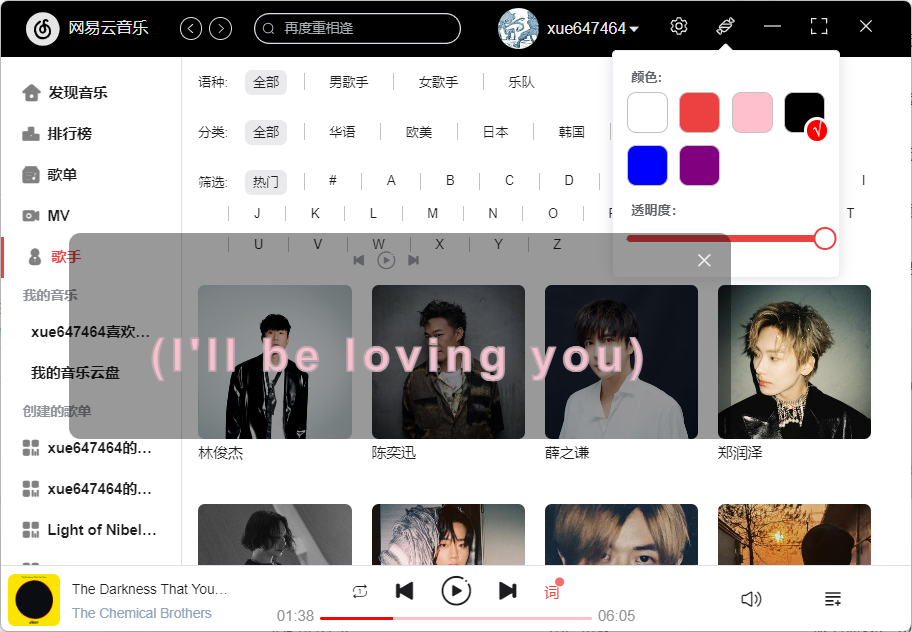 网易云音乐
再度重相逢
xue647464
发现音乐
排行榜
歌单
MV
歌手
我的音乐
xue647464喜欢…
我的音乐云盘
创建的歌单
xue647464的…
xue647464的…
Light of Nibel…
语种: 全部 男歌手 女歌手 乐队
分类: 全部 华语 欧美 日本 韩国
筛选: 热门 # A B C D I
J K L M N O T
U V W X Y Z
颜色:
√
透明度:
(I'll be loving you)
林俊杰 陈奕迅 薛之谦 郑润泽
The Darkness That You…
The Chemical Brothers
01:38
1
词
06:05